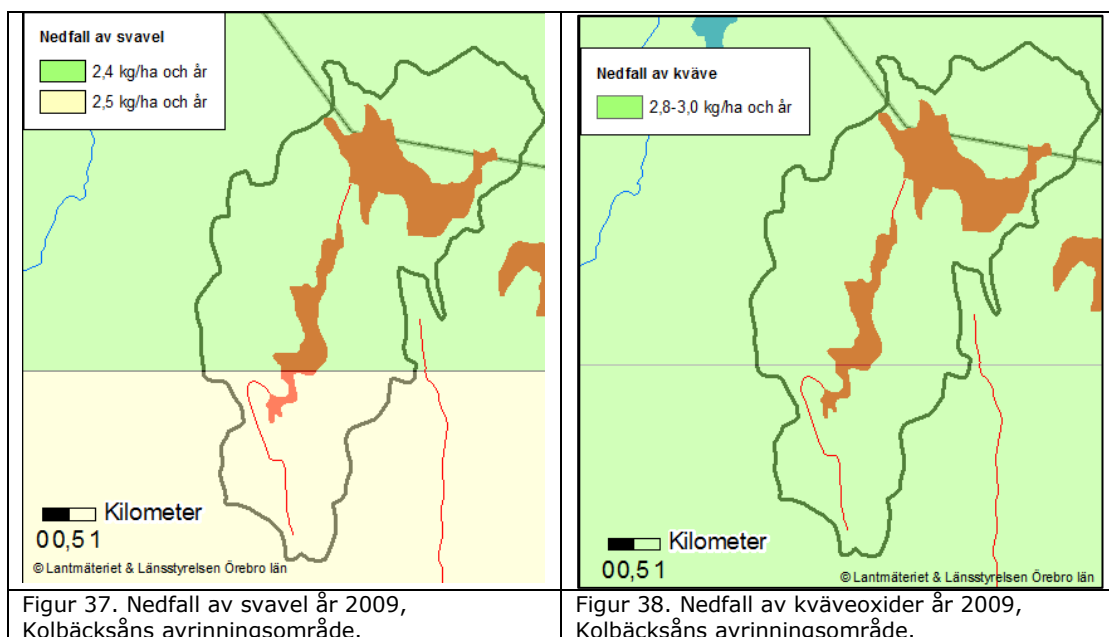 Nedfall av svavel
2,4 kg/ha och år
2,5 kg/ha och år
Kilometer
0 0,5 1
© Lantmäteriet & Länsstyrelsen Örebro län
Figur 37. Nedfall av svavel år 2009,
Kolbäcksåns avrinningsområde.
Nedfall av kväve
2,8-3,0 kg/ha och år
Kilometer
0 0,5 1
© Lantmäteriet & Länsstyrelsen Örebro län
Figur 38. Nedfall av kväveoxider år 2009,
Kolbäcksåns avrinningsområde.